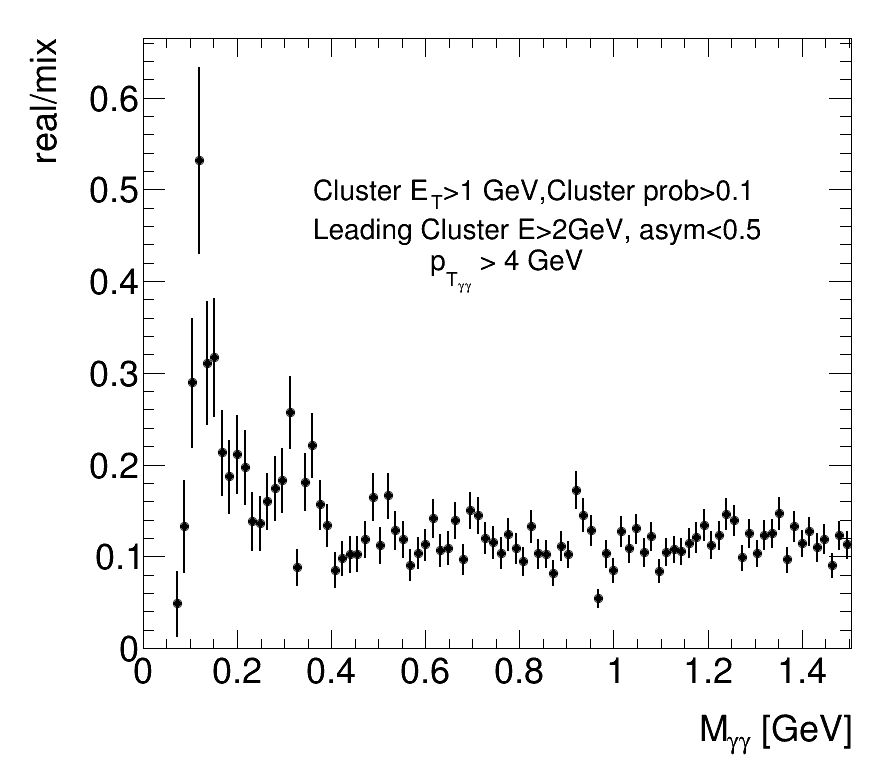 real/mix
0.6
0.5
0.4
0.3
0.2
0.1
0
Cluster E_T>1 GeV,Cluster prob>0.1
Leading Cluster E>2GeV, asym<0.5
p_Tγγ > 4 GeV
0 0.2 0.4 0.6 0.8 1 1.2 1.4
M_γγ [GeV]